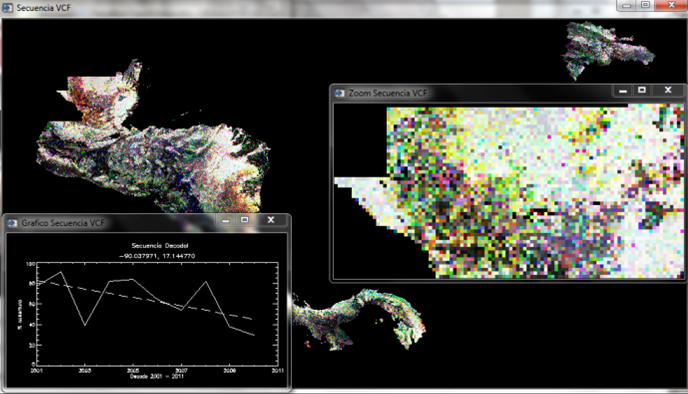 Secuencia VCF
Zoom Secuencia VCF
Grafico Secuencia VCF
Secuencia Decadal
-90.037971, 17.144770
100
80
60
40
20
0
2001
2003
2005
2007
2009
2011
Decada 2001 - 2011